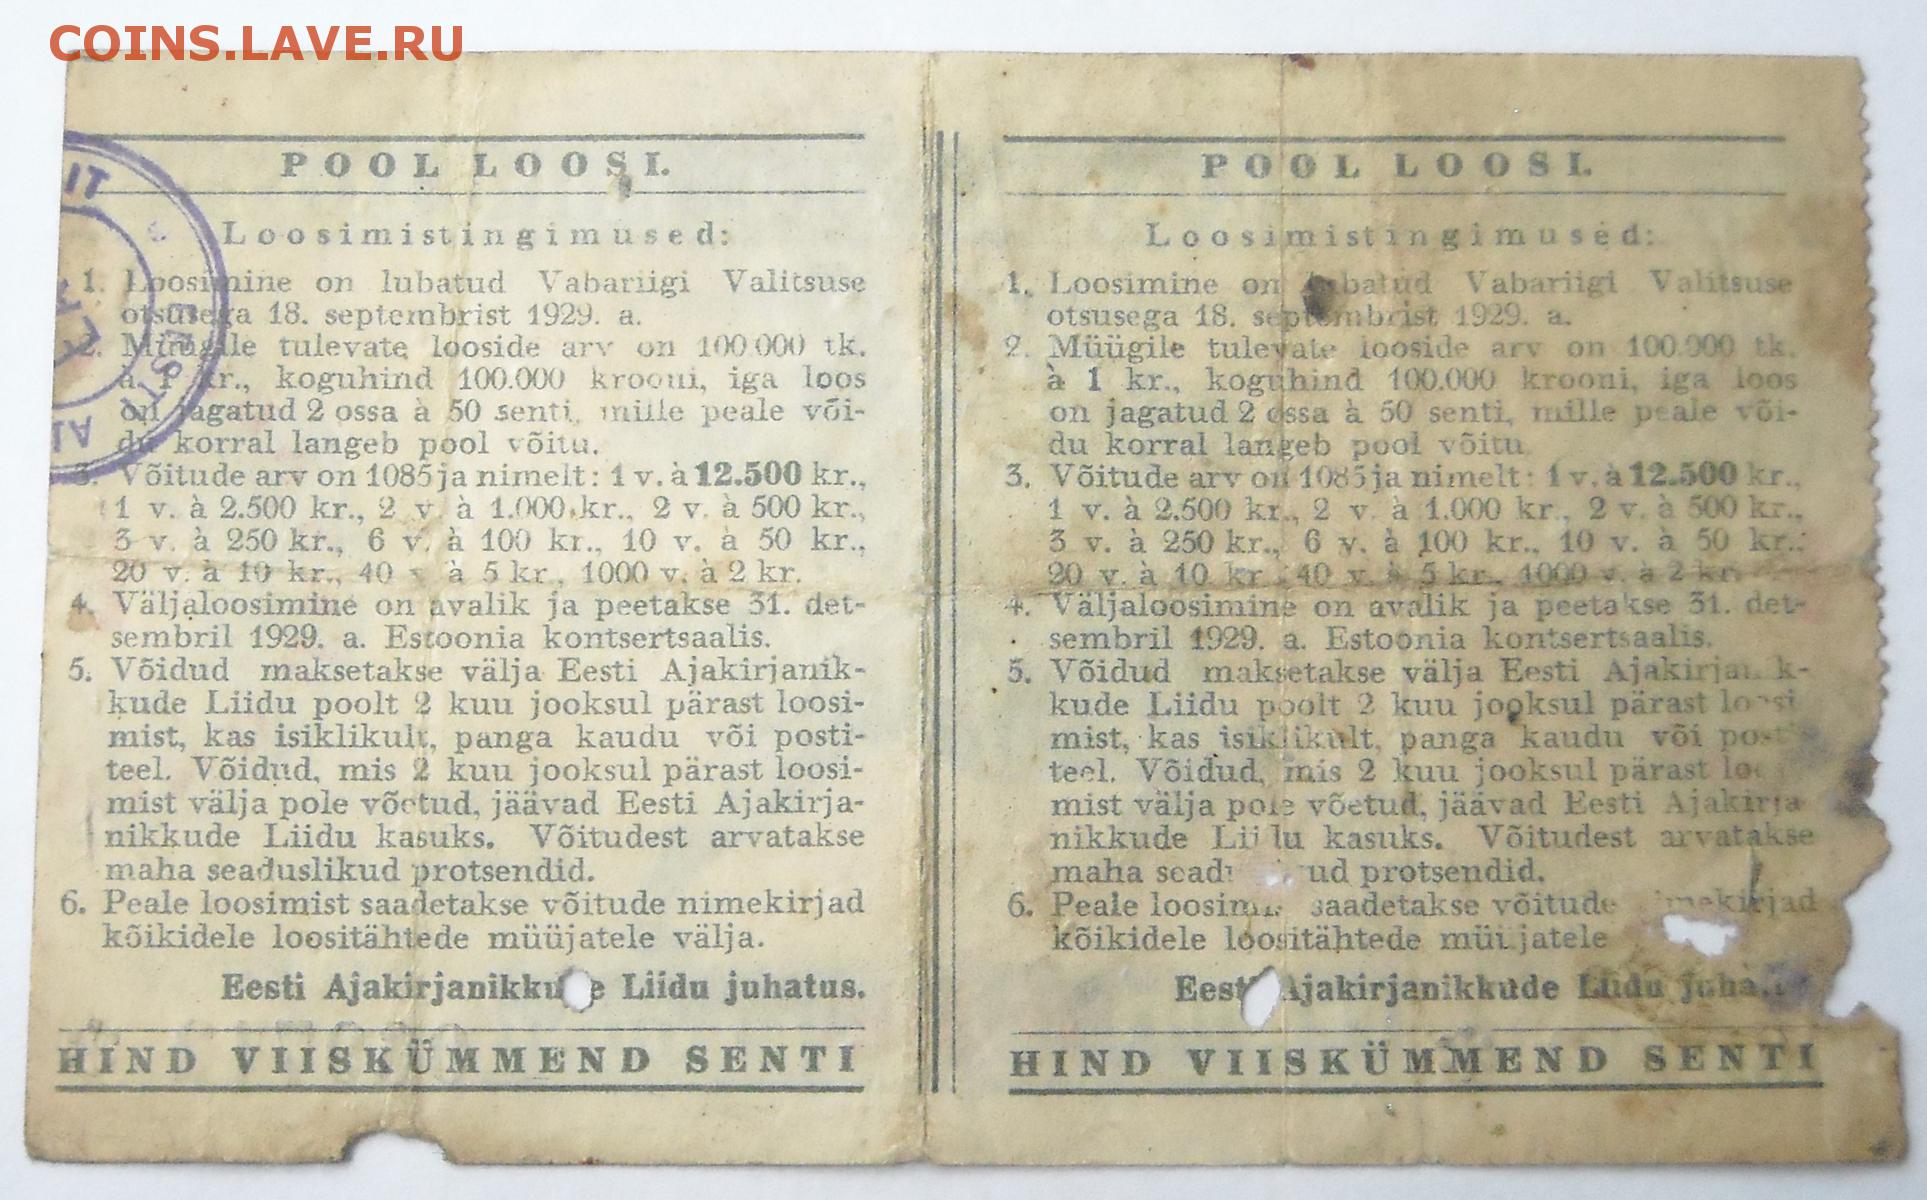 COINS.LAVE.RU
POOL LOOSI.
Loosimistingimused:
1. Loosimine on lubatud Vabariigi Valitsuse
otsusega 18. septembrist 1929. a.
2. Müügile tulevate looside arv on 100.000 tk.
à 1 kr., koguhind 100.000 krooni, iga loos
on jagatud 2 ossa à 50 senti, mille peale või-
du korral langeb pool võitu.
3. Võitude arv on 1085 ja nimelt: 1 v. à 12.500 kr.,
1 v. à 2.500 kr., 2 v. à 1.000 kr., 2 v. à 500 kr.,
3 v. à 250 kr., 6 v. à 100 kr., 10 v. à 50 kr.,
20 v. à 10 kr., 40 v. à 5 kr., 1000 v. à 2 kr.
4. Väljaloosimine on avalik ja peetakse 31. det-
sembril 1929. a. Estoonia kontsertsaalis.
5. Võidud maksetakse välja Eesti Ajakirjanik-
kude Liidu poolt 2 kuu jooksul pärast loosi-
mist, kas isiklikult, panga kaudu või posti-
teel. Võidud, mis 2 kuu jooksul pärast loosi-
mist välja pole võetud, jäävad Eesti Ajakirja-
nikkude Liidu kasuks. Võitudest arvatakse
maha seaduslikud protsendid.
6. Peale loosimist saadetakse võitude nimekirjad
kõikidele loositähtede müüjatele välja.
Eesti Ajakirjanikkude Liidu juhatus.
HIND VIISKÜMMEND SENTI
POOL LOOSI.
Loosimistingimused:
1. Loosimine on lubatud Vabariigi Valitsuse
otsusega 18. septembrist 1929. a.
2. Müügile tulevate looside arv on 100.000 tk.
à 1 kr., koguhind 100.000 krooni, iga loos
on jagatud 2 ossa à 50 senti, mille peale või-
du korral langeb pool võitu
3. Võitude arv on 1085 ja nimelt: 1 v. à 12.500 kr.,
1 v. à 2.500 kr., 2 v. à 1.000 kr., 2 v. à 500 kr.,
3 v. à 250 kr., 6 v. à 100 kr., 10 v. à 50 kr.,
20 v. à 10 kr., 40 v. à 5 kr., 1000 v. à 2 kr.
4. Väljaloosimine on avalik ja peetakse 31. det-
sembril 1929. a. Estoonia kontsertsaalis.
5. Võidud maksetakse välja Eesti Ajakirjanik-
kude Liidu poolt 2 kuu jooksul pärast loosi
mist, kas isiklikult, panga kaudu või posti
teel. Võidud, mis 2 kuu jooksul pärast
mist välja pole võetud, jäävad Eesti Ajakirja
nikkude Liidu kasuks. Võitudest arvatakse
maha protsendid.
6. Peale loosimist saadetakse võitude nimekirjad
kõikidele loositähtede müüjatele
Eesti Ajakirjanikkude Liidu
HIND VIISKÜMMEND SENTI